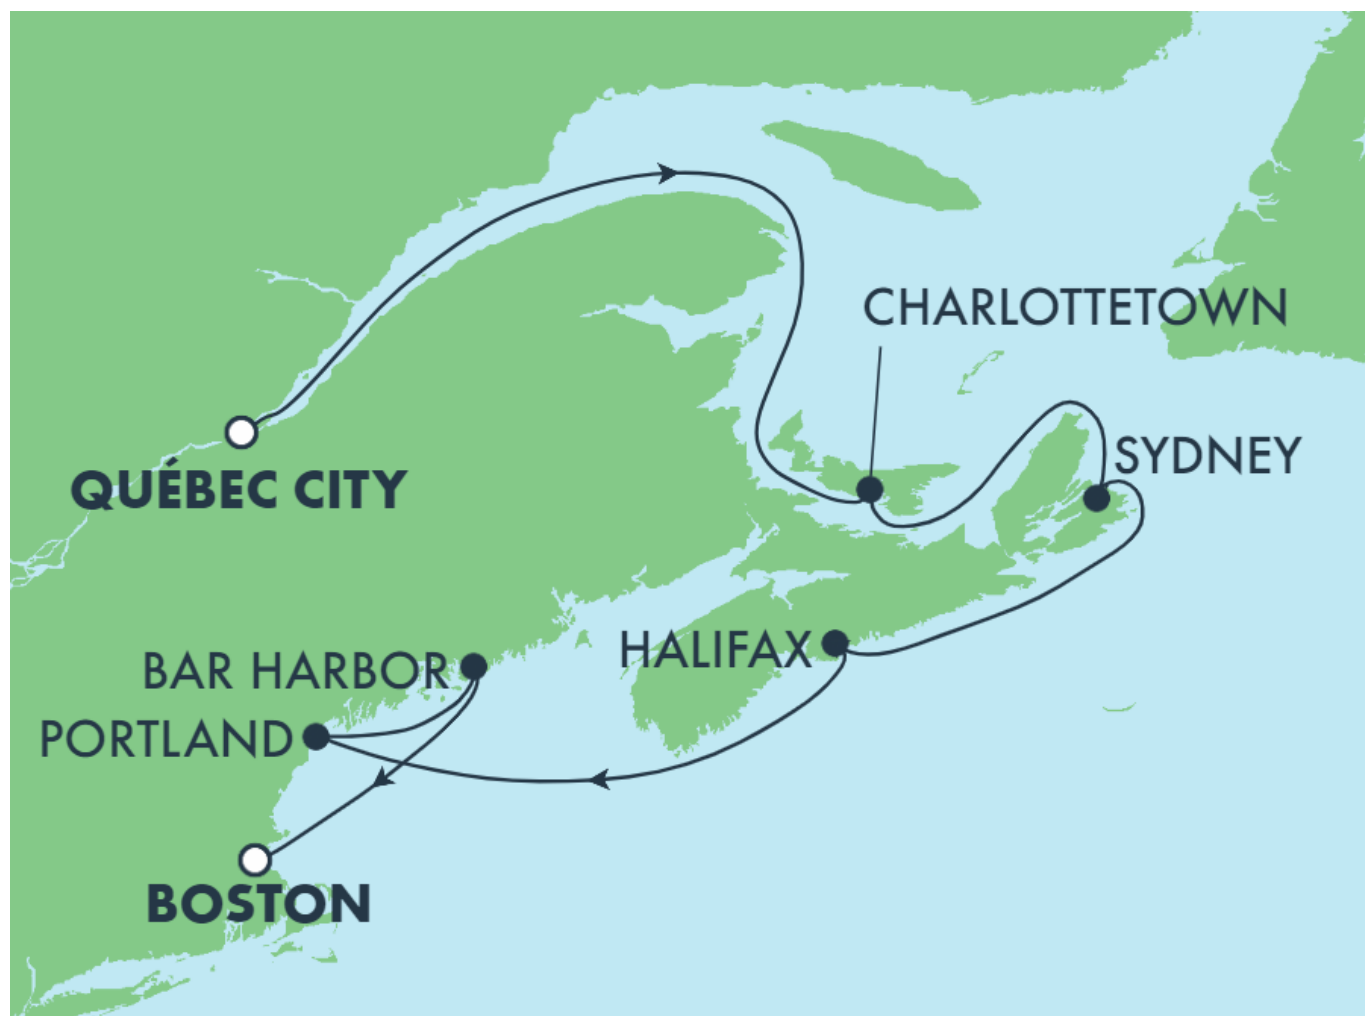 CHARLOTTETOWN
SYDNEY
QUÉBEC CITY
HALIFAX
BAR HARBOR
PORTLAND
BOSTON